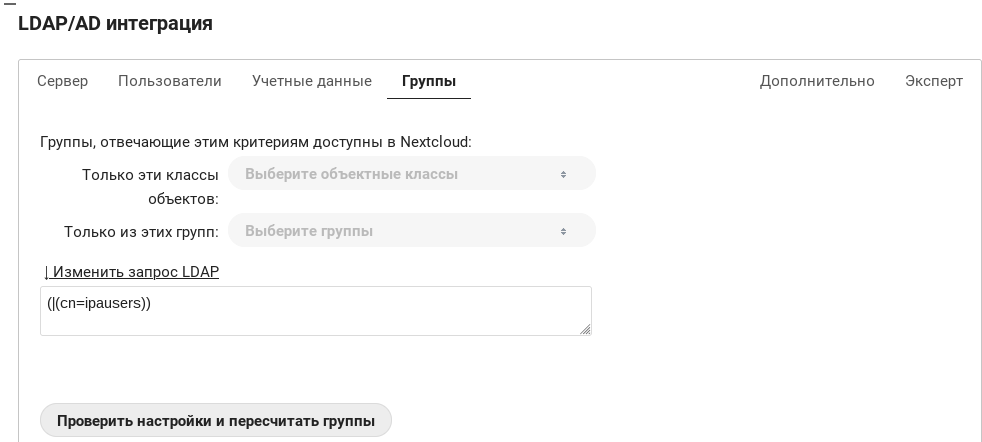 LDAP/AD интеграция
Сервер Пользователи Учетные данные Группы Дополнительно Эксперт
Группы, отвечающие этим критериям доступны в Nextcloud:
Только эти классы объектов: Выберите объектные классы
Только из этих групп: Выберите группы
↓ Изменить запрос LDAP
(|(cn=ipausers))
Проверить настройки и пересчитать группы